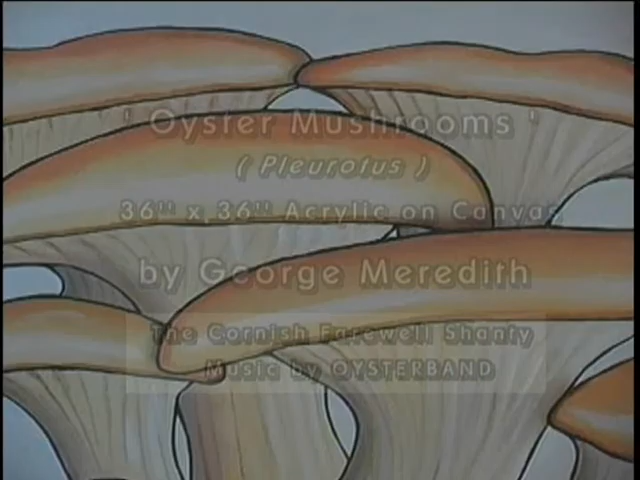 ' Oyster Mushrooms '
( Pleurotus )
36" x 36" Acrylic on Canvas
by George Meredith
The Cornish Farewell Shanty
Music by OYSTERBAND